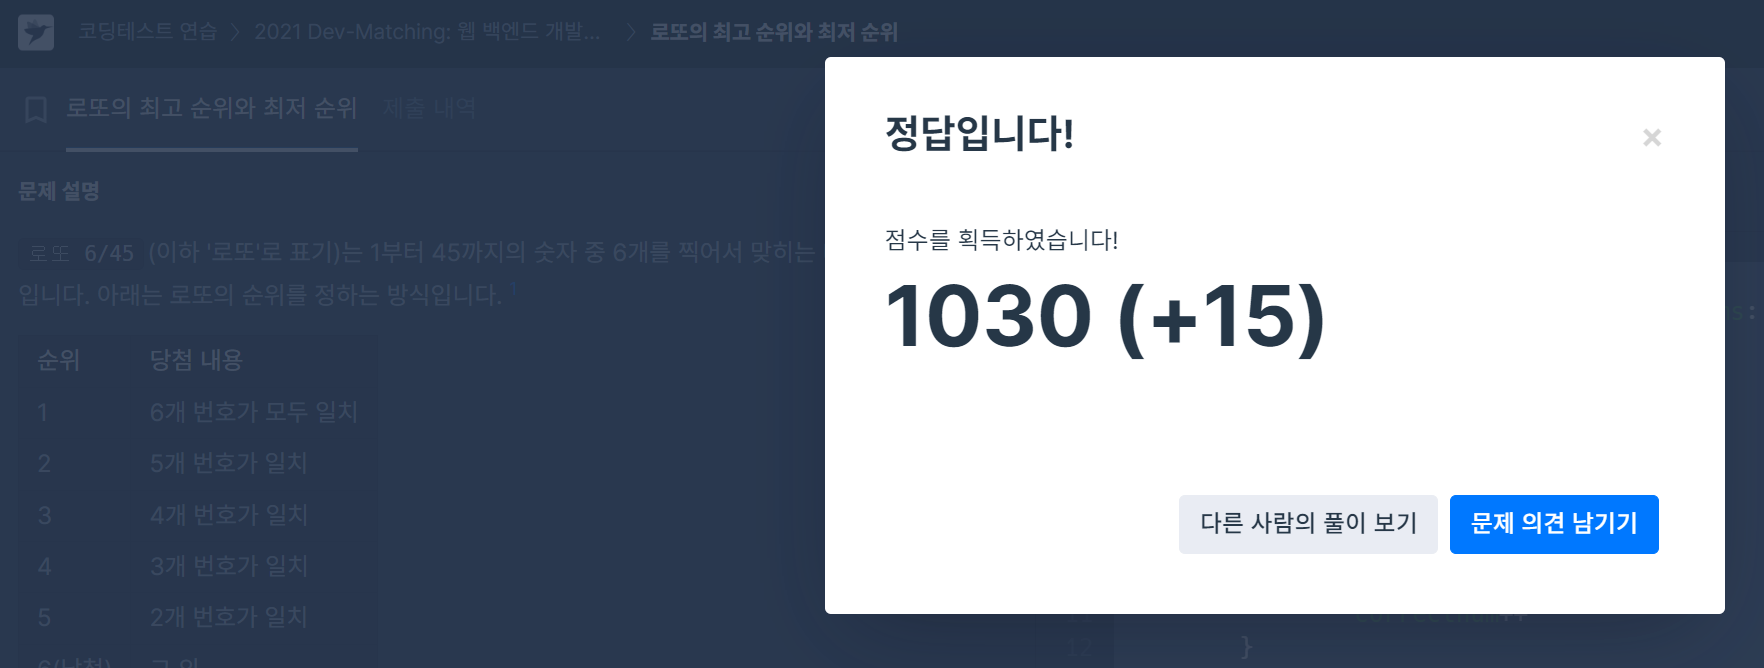 코딩테스트 연습 〉 2021 Dev-Matching: 웹 백엔드 개발... 〉 로또의 최고 순위와 최저 순위
로또의 최고 순위와 최저 순위 제출 내역
문제 설명
로또 6/45 (이하 '로또'로 표기)는 1부터 45까지의 숫자 중 6개를 찍어서 맞히는
입니다. 아래는 로또의 순위를 정하는 방식입니다. 1
순위 당첨 내용
1 6개 번호가 모두 일치
2 5개 번호가 일치
3 4개 번호가 일치
4 3개 번호가 일치
5 2개 번호가 일치
6(낙첨) 그 외
정답입니다!
×
점수를 획득하였습니다!
1030 (+15)
다른 사람의 풀이 보기
문제 의견 남기기
12 }